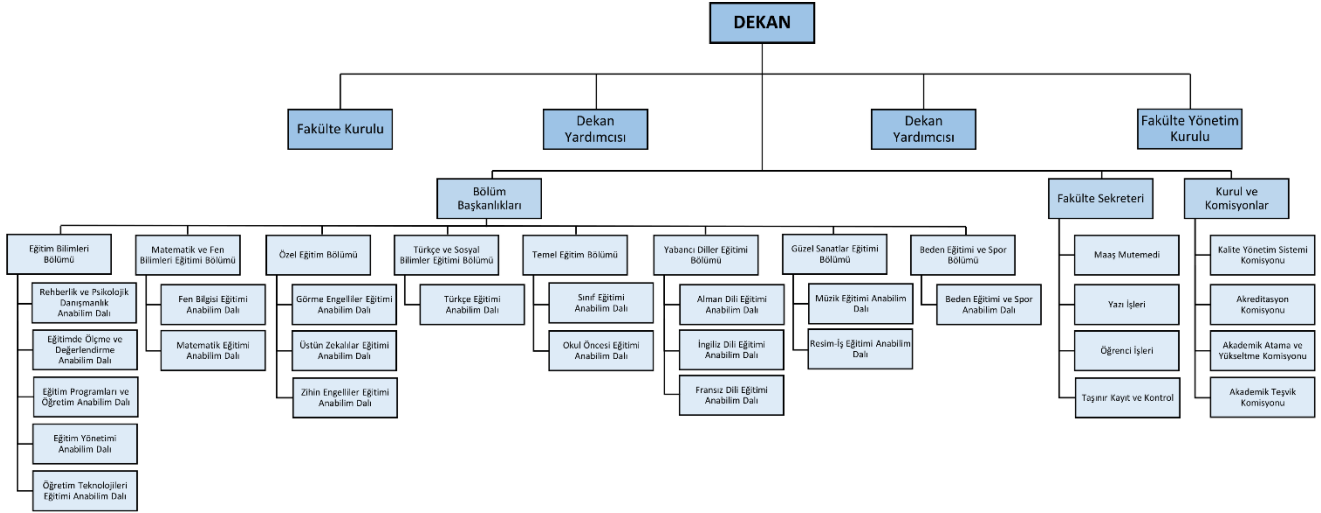 DEKAN
Fakülte Kurulu
Dekan
Yardımcısı
Dekan
Yardımcısı
Fakülte Yönetim
Kurulu
Bölüm
Başkanlıkları
Fakülte Sekreteri
Kurul ve
Komisyonlar
Eğitim Bilimleri
Bölümü
Rehberlik ve Psikolojik
Danışmanlık
Anabilim Dalı
Eğitimde Ölçme ve
Değerlendirme
Anabilim Dalı
Eğitim Programları ve
Öğretim Anabilim Dalı
Eğitim Yönetimi
Anabilim Dalı
Öğretim Teknolojileri
Eğitimi Anabilim Dalı
Matematik ve Fen
Bilimleri Eğitimi Bölümü
Fen Bilgisi Eğitimi
Anabilim Dalı
Matematik Eğitimi
Anabilim Dalı
Özel Eğitim Bölümü
Görme Engelliler Eğitimi
Anabilim Dalı
Üstün Zekalılar Eğitimi
Anabilim Dalı
Zihin Engelliler Eğitimi
Anabilim Dalı
Türkçe ve Sosyal
Bilimler Eğitimi Bölümü
Türkçe Eğitimi
Anabilim Dalı
Temel Eğitim Bölümü
Sınıf Eğitimi
Anabilim Dalı
Okul Öncesi Eğitimi
Anabilim Dalı
Yabancı Diller Eğitimi
Bölümü
Alman Dili Eğitimi
Anabilim Dalı
İngiliz Dili Eğitimi
Anabilim Dalı
Fransız Dili Eğitimi
Anabilim Dalı
Güzel Sanatlar Eğitimi
Bölümü
Müzik Eğitimi Anabilim
Dalı
Resim-İş Eğitimi Anabilim
Dalı
Beden Eğitimi ve Spor
Bölümü
Beden Eğitimi ve Spor
Anabilim Dalı
Maaş Mutemedi
Yazı İşleri
Öğrenci İşleri
Taşınır Kayıt ve Kontrol
Kalite Yönetim Sistemi
Komisyonu
Akreditasyon
Komisyonu
Akademik Atama ve
Yükseltme Komisyonu
Akademik Teşvik
Komisyonu